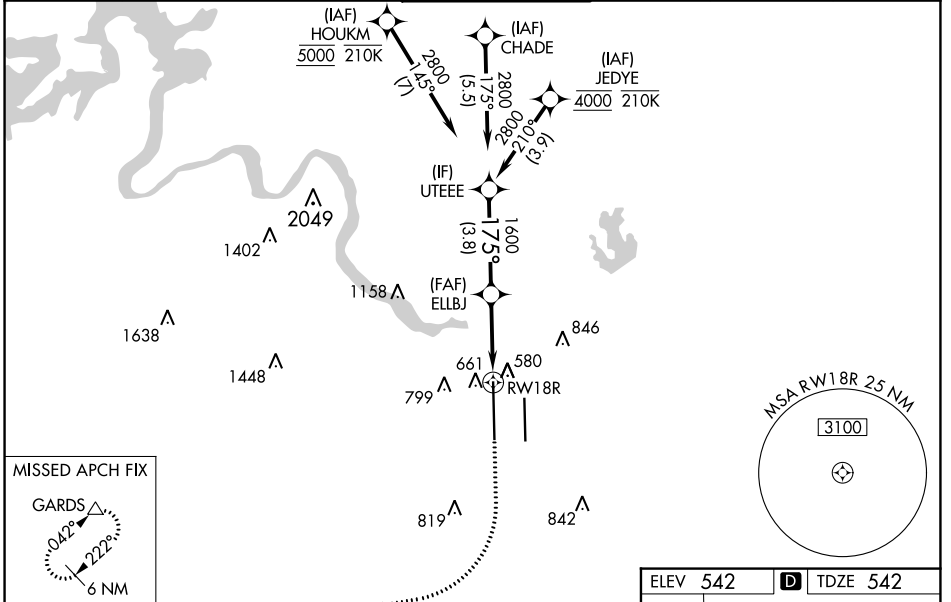 (IAF)
HOUKM
5000 210K
2800
145°
(7)
(IAF)
CHADE
2800
175°
(5.5)
(IAF)
JEDYE
4000 210K
2800
210°
(3.9)
(IF)
UTEEE
1600
175°
(3.8)
2049
1402
1158
(FAF)
ELLBJ
1638
846
1448
661
580
799
RW18R
MSA RW18R 25 NM
3100
MISSED APCH FIX
GARDS
042°
222°
6 NM
819
842
ELEV 542
D
TDZE 542